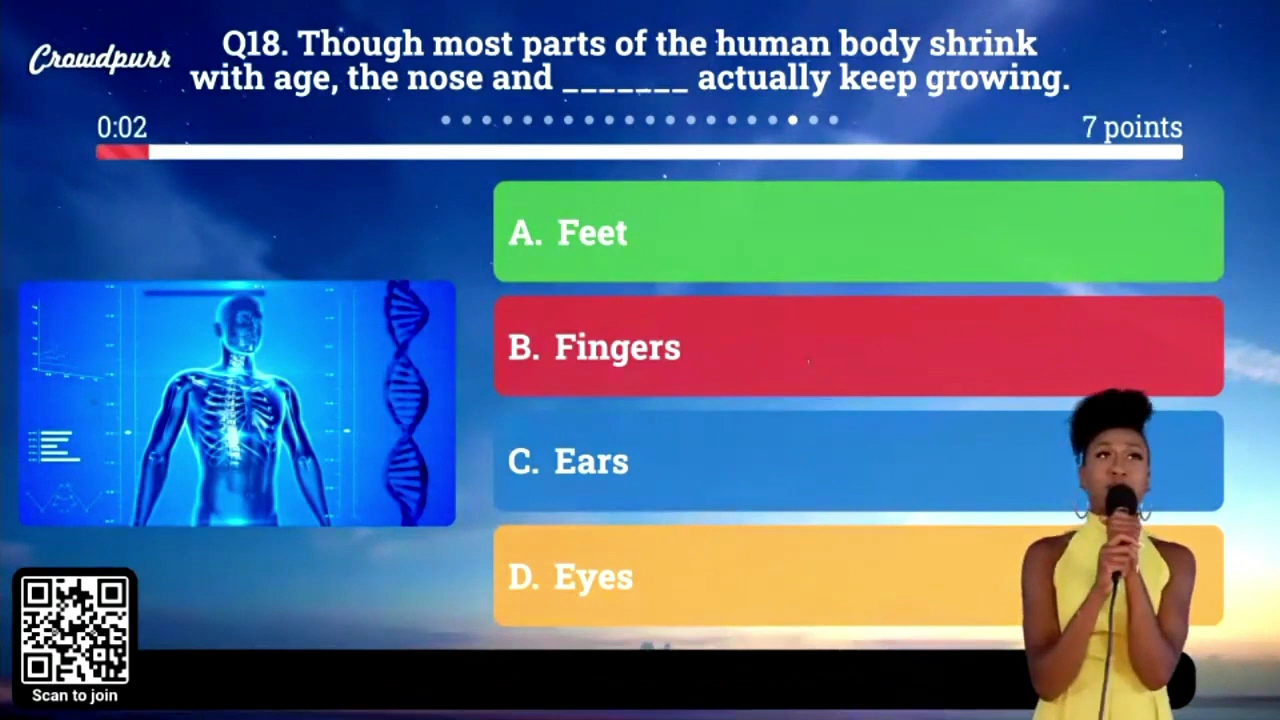 Crowdpurr
Q18. Though most parts of the human body shrink
with age, the nose and _______ actually keep growing.
0:02
7 points
A. Feet
B. Fingers
C. Ears
D. Eyes
Scan to join